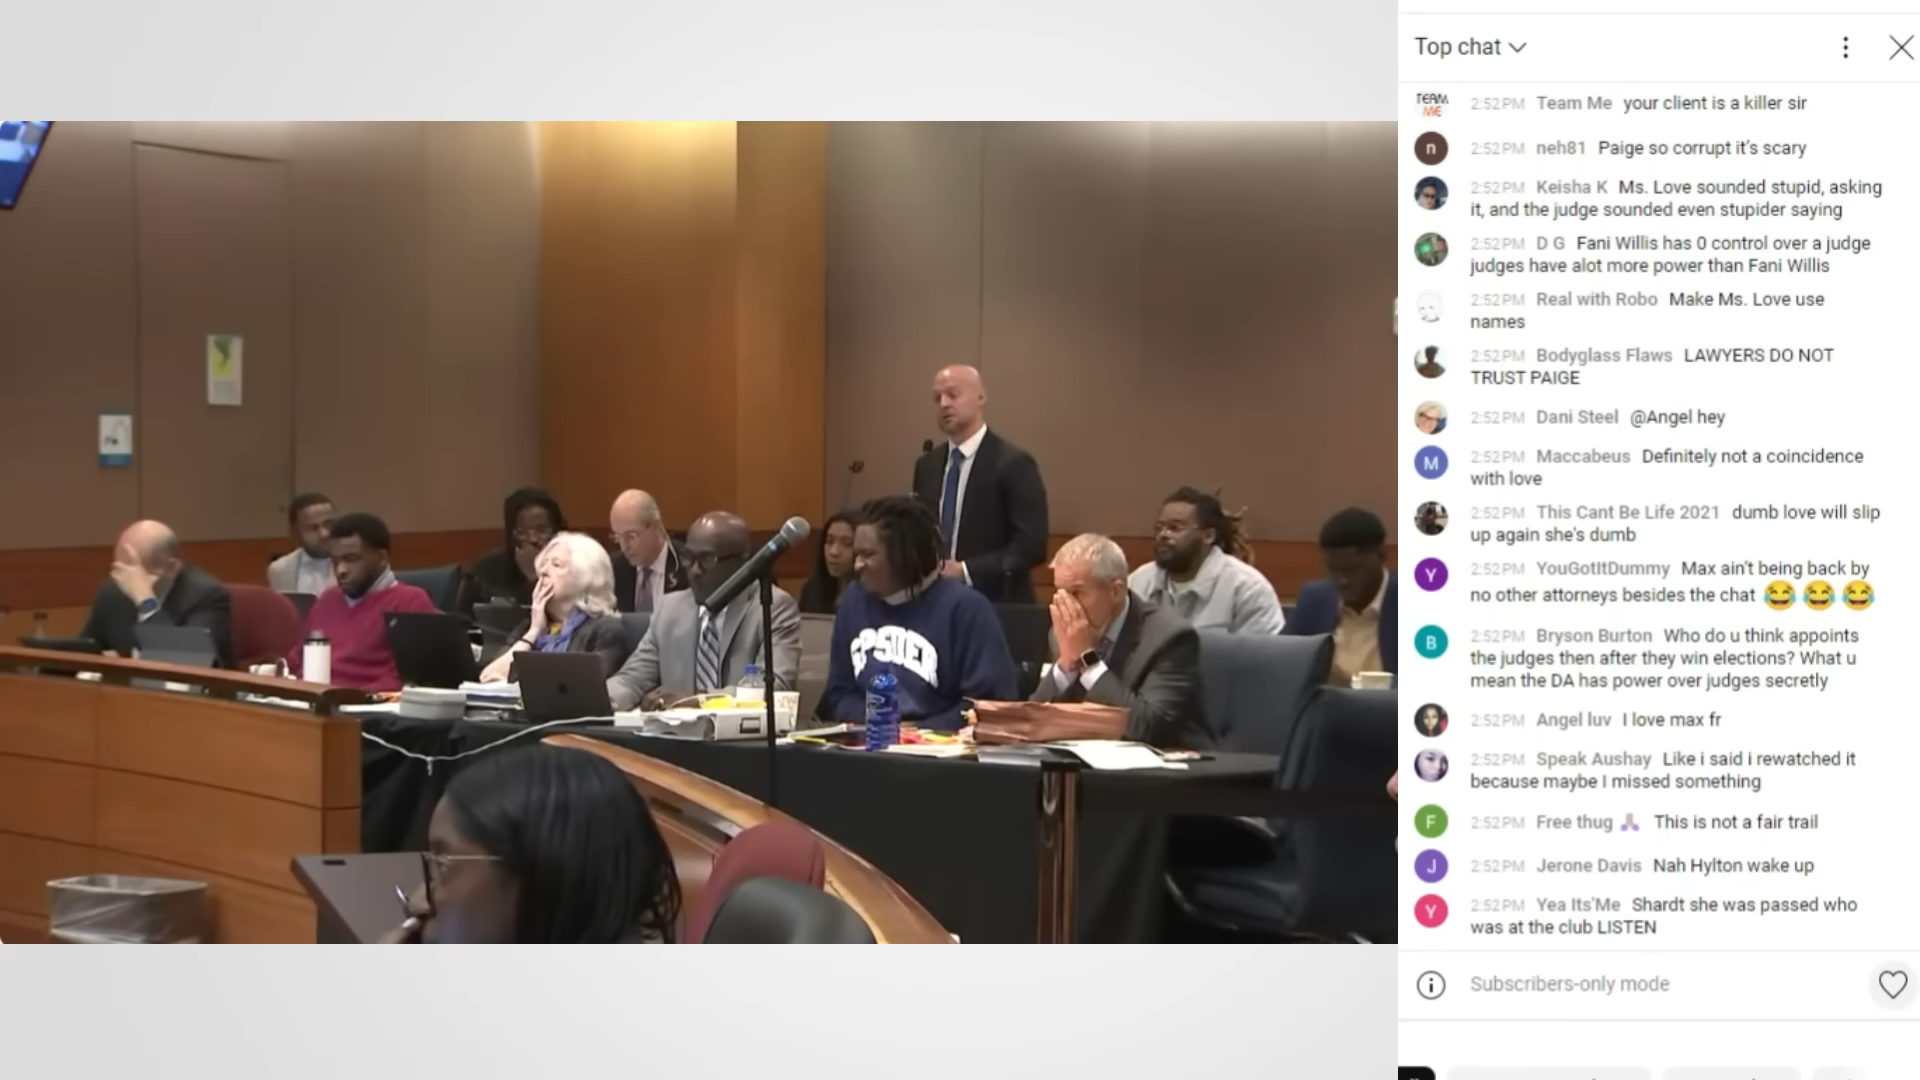 Top chat
TEAM
ME
2:52 PM Team Me your client is a killer sir
n
2:52 PM neh81 Paige so corrupt it's scary
2:52 PM Keisha K Ms. Love sounded stupid, asking
it, and the judge sounded even stupider saying
2:52 PM D G Fani Willis has 0 control over a judge
judges have alot more power than Fani Willis
2:52 PM Real with Robo Make Ms. Love use
names
2:52 PM Bodyglass Flaws LAWYERS DO NOT
TRUST PAIGE
2:52 PM Dani Steel @Angel hey
M
2:52 PM Maccabeus Definitely not a coincidence
with love
2:52 PM This Cant Be Life 2021 dumb love will slip
up again she's dumb
Y
2:52 PM YouGotItDummy Max ain't being back by
no other attorneys besides the chat 😂😂😂
B
2:52 PM Bryson Burton Who do u think appoints
the judges then after they win elections? What u
mean the DA has power over judges secretly
2:52 PM Angel luv I love max fr
2:52 PM Speak Aushay Like i said i rewatched it
because maybe I missed something
F
2:52 PM Free thug 🙏🏼 This is not a fair trail
J
2:52 PM Jerone Davis Nah Hylton wake up
Y
2:52 PM Yea Its'Me Shardt she was passed who
was at the club LISTEN
Subscribers-only mode